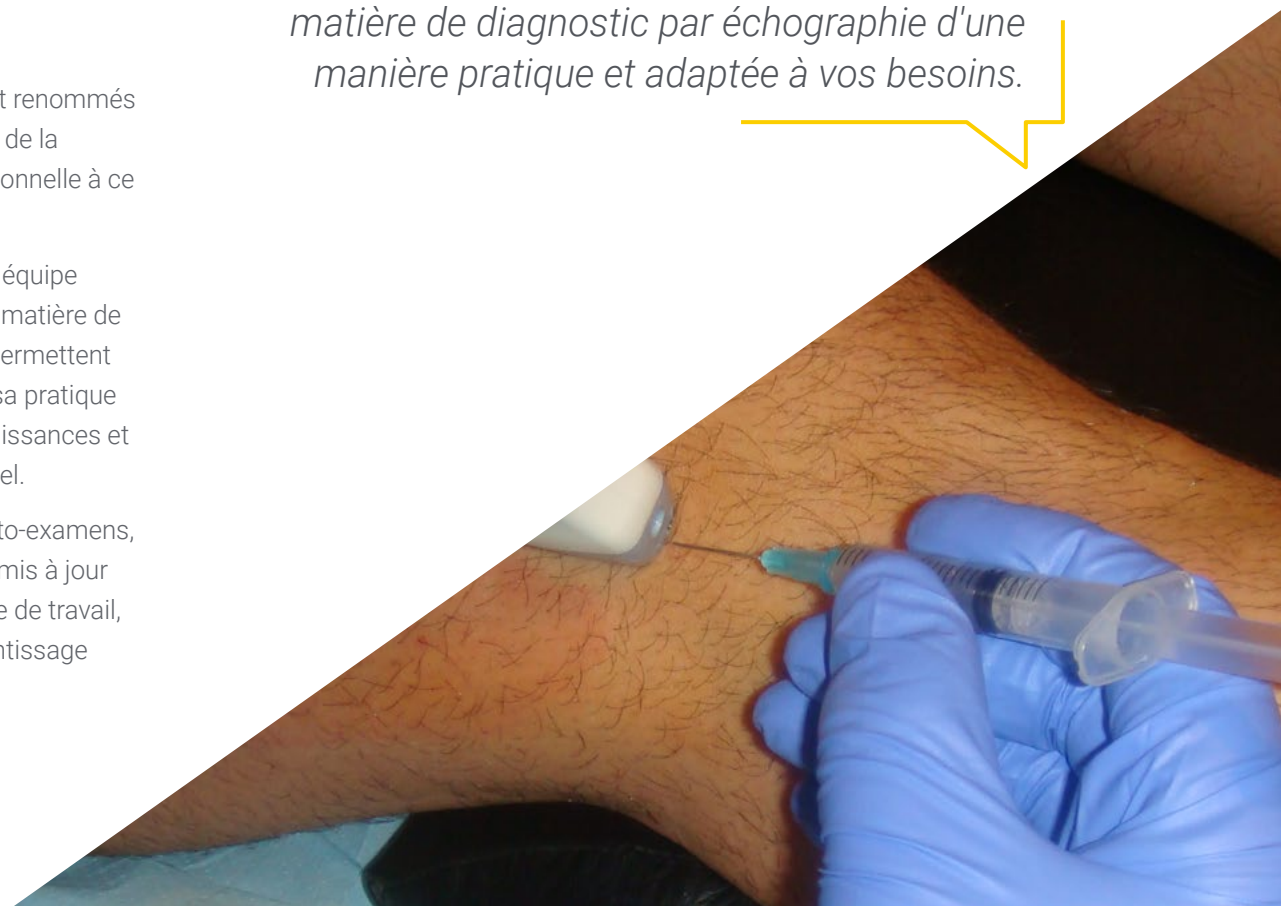 matière de diagnostic par échographie d'une
manière pratique et adaptée à vos besoins.
t renommés
de la
onnelle à ce
équipe
matière de
ermettent
sa pratique
issances et
el.
to-examens,
mis à jour
e de travail,
ntissage